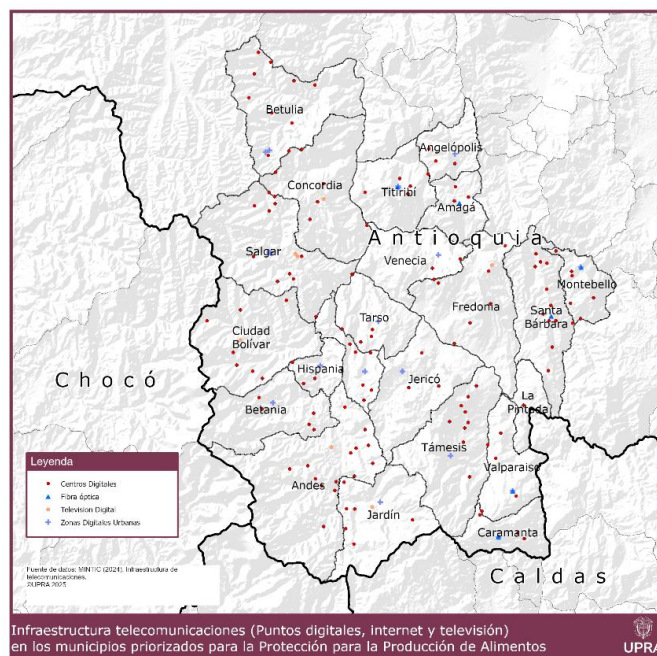 Betulia
Angelópolis
Concordia
Titiribí
Amagá
Antioquia
Salgar
Venecia
Montebello
Fredonia
Santa
Bárbara
Tarso
Ciudad
Bolívar
Hispania
Chocó
Jericó
Betania
La
Pintada
Támesis
Valparaíso
Andes
Jardín
Caramanta
Caldas
Leyenda
Centros Digitales
Fibra óptica
Television Digital
Zonas Digitales Urbanas
Fuente de datos: MINTIC (2024). Infraestructura de
telecomunicaciones.
©UPRA 2025
Infraestructura telecomunicaciones (Puntos digitales, internet y televisión)
en los municipios priorizados para la Protección para la Producción de Alimentos
UPRA